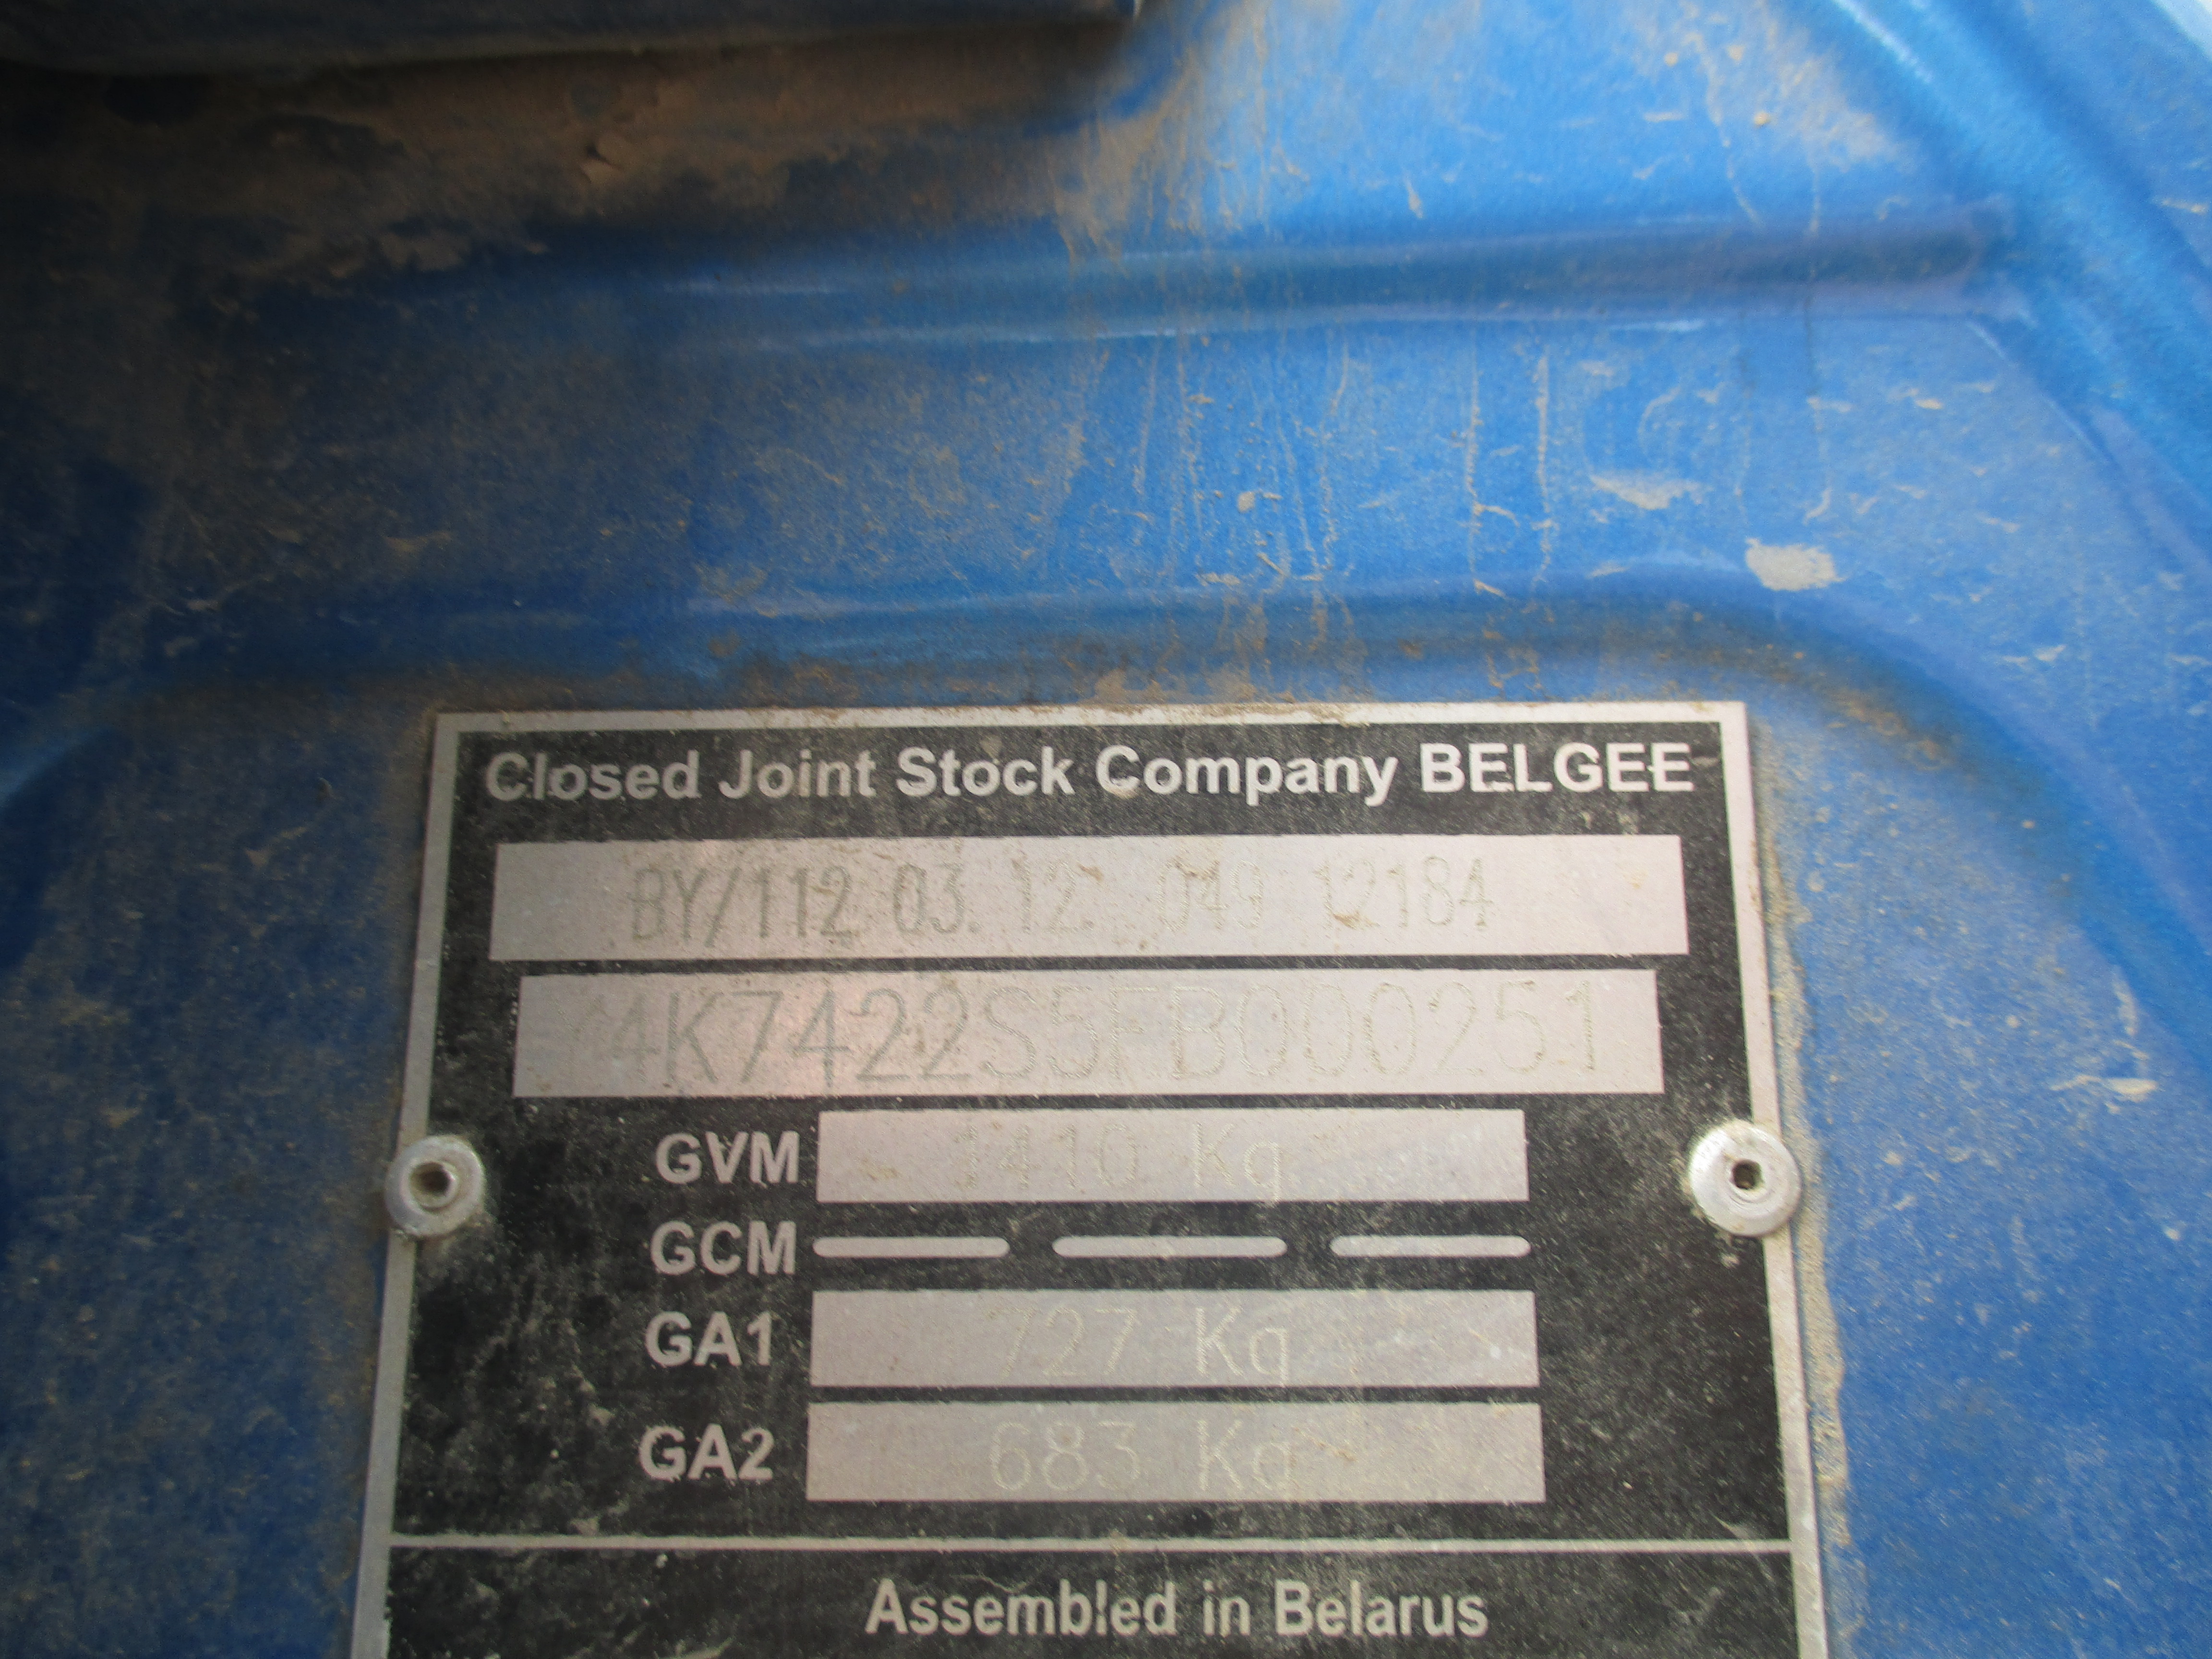 Closed Joint Stock Company BELGEE
BY/112 03. 12. 049 12184
Y4K7422S5FB000251
GVM 1410 Kg
GCM
GA1 727 Kg
GA2 683 Kg
Assembled in Belarus